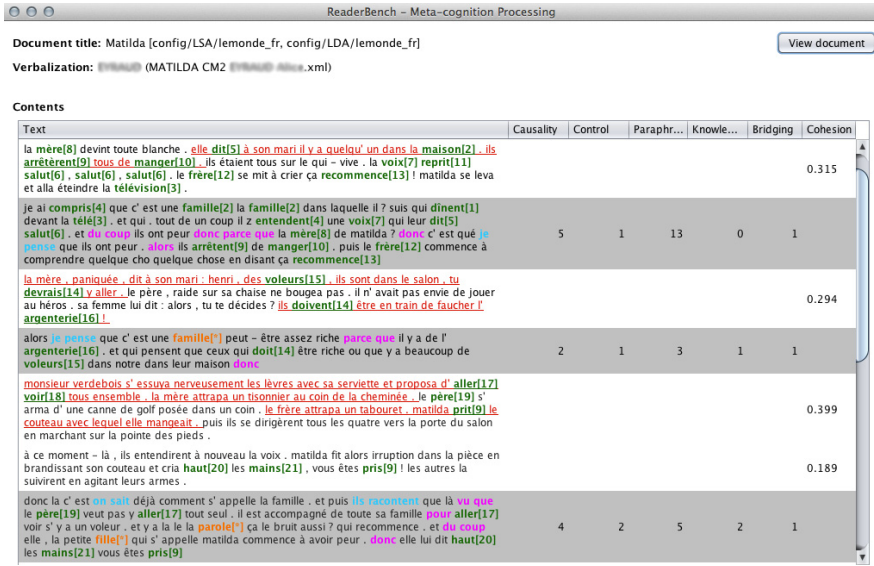 ReaderBench - Meta-cognition Processing
Document title: Matilda [config/LSA/lemonde_fr, config/LDA/lemonde_fr]
View document
Verbalization: (MATILDA CM2 .xml)
Contents
Text Causality Control Paraphr... Knowle... Bridging Cohesion
la mère[8] devint toute blanche . elle dit[5] à son mari il y a quelqu' un dans la maison[2] . ils
arrêtèrent[9] tous de manger[10] . ils étaient tous sur le qui - vive . la voix[7] reprit[11]
salut[6] , salut[6] , salut[6] . le frère[12] se mit à crier ça recommence[13] ! matilda se leva
et alla éteindre la télévision[3] .
0.315
je ai compris[4] que c' est une famille[2] la famille[2] dans laquelle il ? suis qui dînent[1]
devant la télé[3] . et qui . tout de un coup il z entendent[4] une voix[7] qui leur dit[5]
salut[6] . et du coup ils ont peur donc parce que la mère[8] de matilda ? donc c' est qué je
pense que ils ont peur . alors ils arrêtent[9] de manger[10] . puis le frère[12] commence à
comprendre quelque cho quelque chose en disant ça recommence[13]
5 1 13 0 1
la mère , paniquée , dit à son mari : henri , des voleurs[15] , ils sont dans le salon , tu
devrais[14] y aller . le père , raide sur sa chaise ne bougea pas . il n' avait pas envie de jouer
au héros . sa femme lui dit : alors , tu te décides ? ils doivent[14] être en train de faucher l'
argenterie[16] !
0.294
alors je pense que c' est une famille[*] peut - être assez riche parce que il y a de l'
argenterie[16] . et qui pensent que ceux qui doit[14] être riche ou que y a beaucoup de
voleurs[15] dans notre dans leur maison donc
2 1 3 1 1
monsieur verdebois s' essuya nerveusement les lèvres avec sa serviette et proposa d' aller[17]
voir[18] tous ensemble . la mère attrapa un tisonnier au coin de la cheminée . le père[19] s'
arma d' une canne de golf posée dans un coin . le frère attrapa un tabouret . matilda prit[9] le
couteau avec lequel elle mangeait . puis ils se dirigèrent tous les quatre vers la porte du salon
en marchant sur la pointe des pieds .
0.399
à ce moment - là , ils entendirent à nouveau la voix . matilda fit alors irruption dans la pièce en
brandissant son couteau et cria haut[20] les mains[21] , vous êtes pris[9] ! les autres la
suivirent en agitant leurs armes .
0.189
donc la c' est on sait déjà comment s' appelle la famille . et puis ils racontent que là vu que
le père[19] veut pas y aller[17] tout seul . il est accompagné de toute sa famille pour aller[17]
voir s' y a un voleur . et y a la le la parole[*] ça le bruit aussi ? qui recommence . et du coup
elle , la petite fille[*] qui s' appelle matilda commence à avoir peur . donc elle lui dit haut[20]
les mains[21] vous êtes pris[9]
4 2 5 2 1